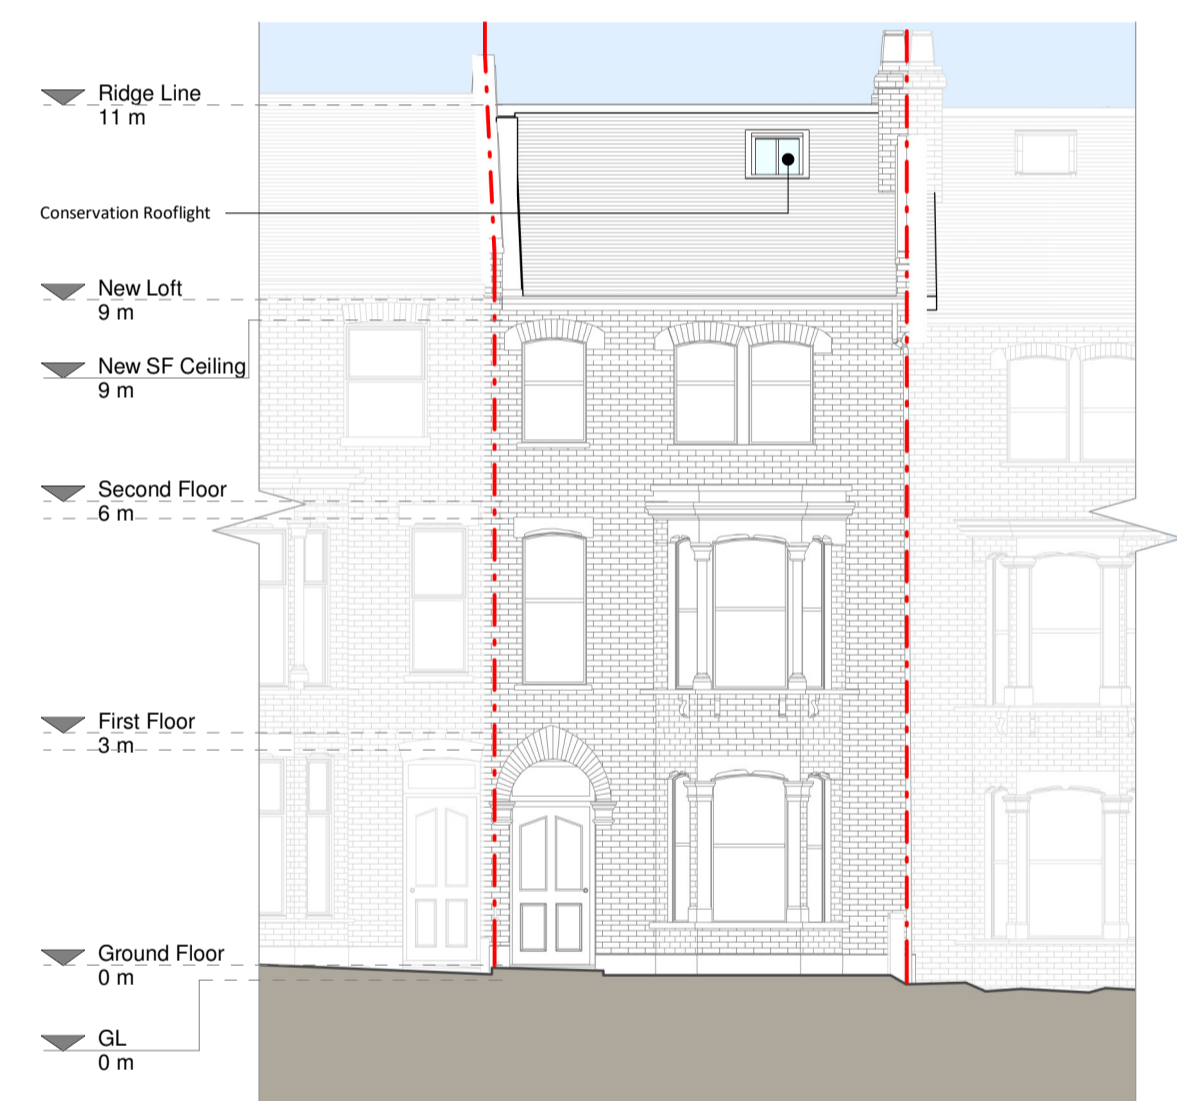 Ridge Line
11 m
Conservation Rooflight
New Loft
9 m
New SF Ceiling
9 m
Second Floor
6 m
First Floor
3 m
Ground Floor
0 m
GL
0 m